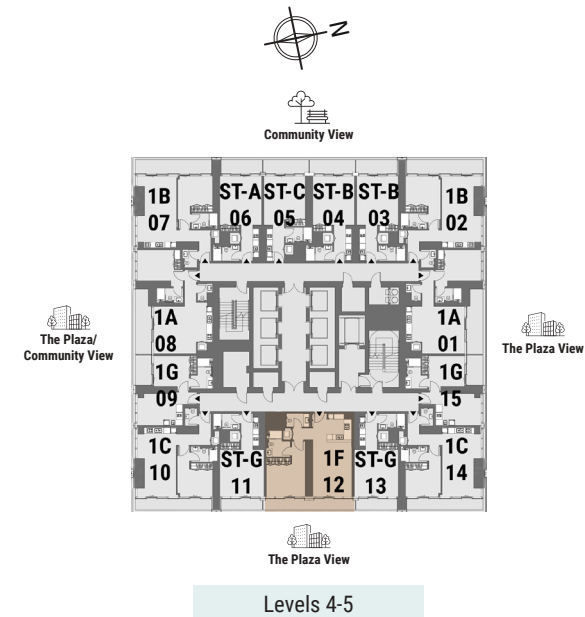 N
Community View
1B
07
ST-A
06
ST-C
05
ST-B
04
ST-B
03
1B
02
1A
08
1A
01
The Plaza/
Community View
The Plaza View
1G
09
1G
15
1C
10
ST-G
11
1F
12
ST-G
13
1C
14
The Plaza View
Levels 4-5